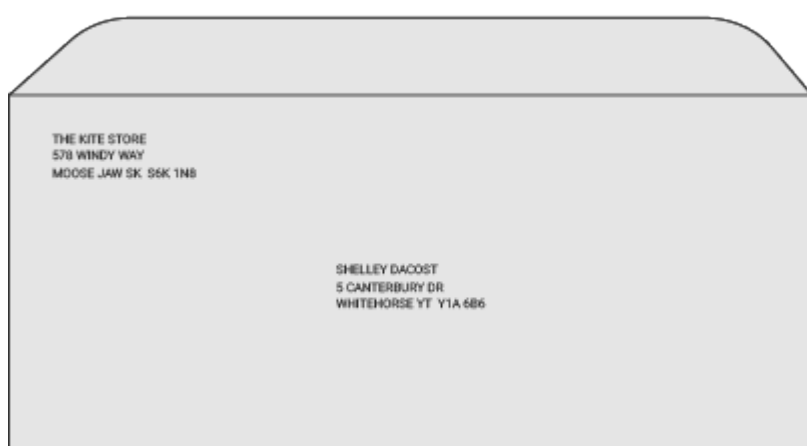 THE KITE STORE
578 WINDY WAY
MOOSE JAW SK  S6K 1N8
SHELLEY DACOST
5 CANTERBURY DR
WHITEHORSE YT  Y1A 6B6